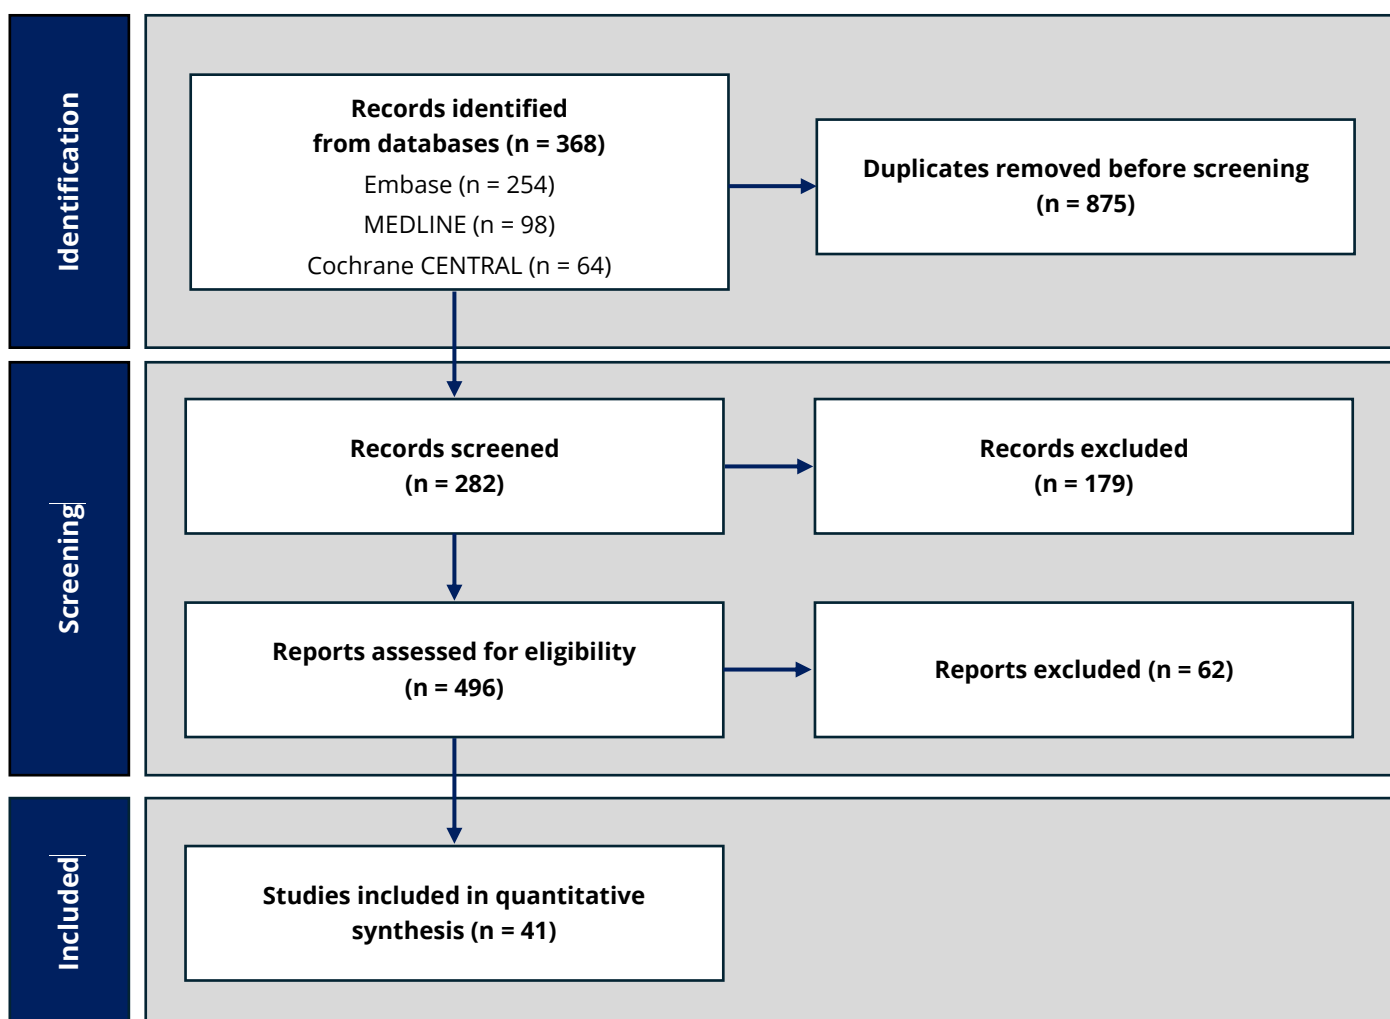 Identification
Records identified
from databases (n = 368)
Embase (n = 254)
MEDLINE (n = 98)
Cochrane CENTRAL (n = 64)
Duplicates removed before screening
(n = 875)
Screening
Records screened
(n = 282)
Records excluded
(n = 179)
Reports assessed for eligibility
(n = 496)
Reports excluded (n = 62)
Included
Studies included in quantitative
synthesis (n = 41)